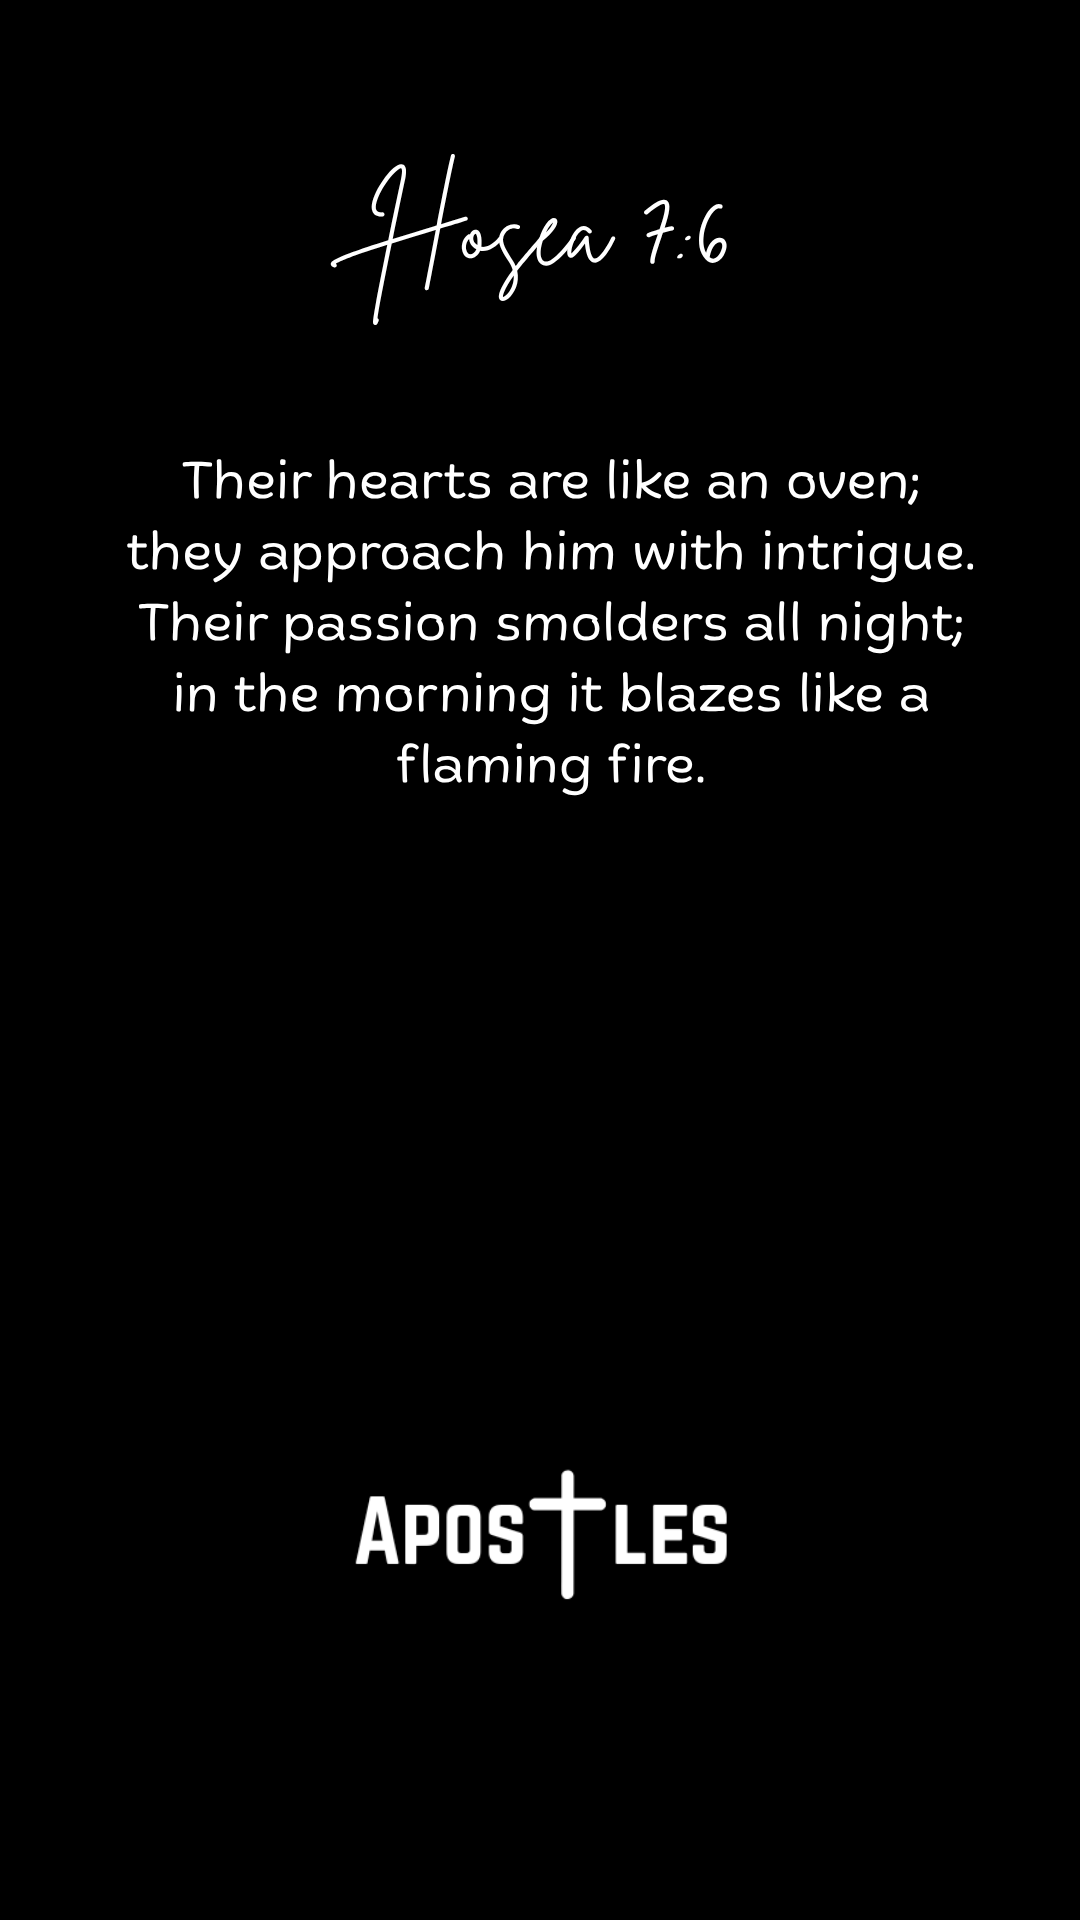 Hosea 7:6
Their hearts are like an oven;
they approach him with intrigue.
Their passion smolders all night;
in the morning it blazes like a
flaming fire.
APOSTLES